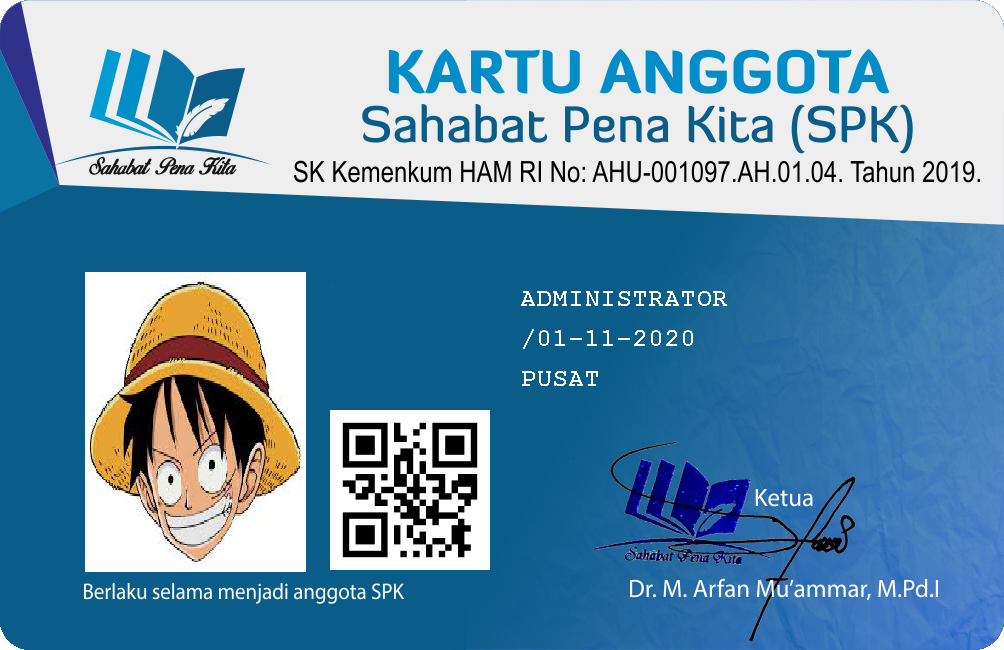 KARTU ANGGOTA
Sahabat Pena Kita (SPK)
SK Kemenkum HAM RI No: AHU-001097.AH.01.04. Tahun 2019.
Sahabat Pena Kita
ADMINISTRATOR
/01-11-2020
PUSAT
Ketua
Sahabat Pena Kita
Dr. M. Arfan Mu'ammar, M.Pd.I
Berlaku selama menjadi anggota SPK